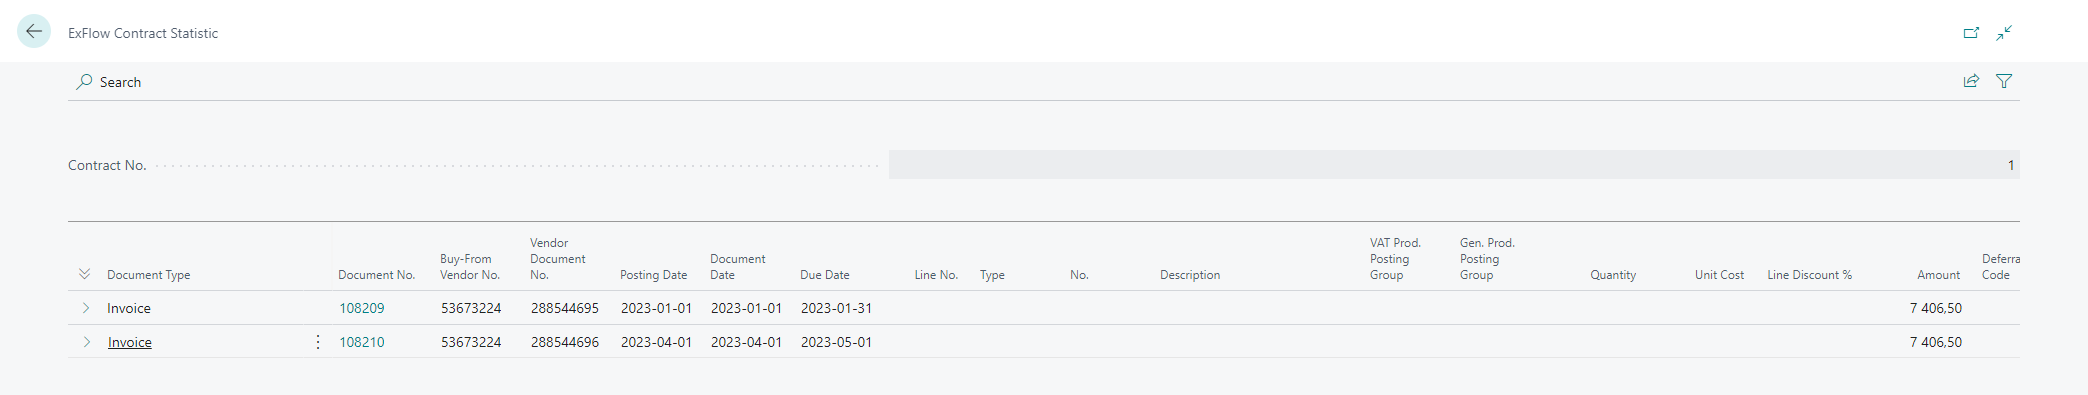 ExFlow Contract Statistic
Search
Contract No. 1
Document Type Document No. Buy-From Vendor No. Vendor Document No. Posting Date Document Date Due Date Line No. Type No. Description VAT Prod. Posting Group Gen. Prod. Posting Group Quantity Unit Cost Line Discount % Amount Deferra Code
Invoice 108209 53673224 288544695 2023-01-01 2023-01-01 2023-01-31 7 406,50
Invoice 108210 53673224 288544696 2023-04-01 2023-04-01 2023-05-01 7 406,50